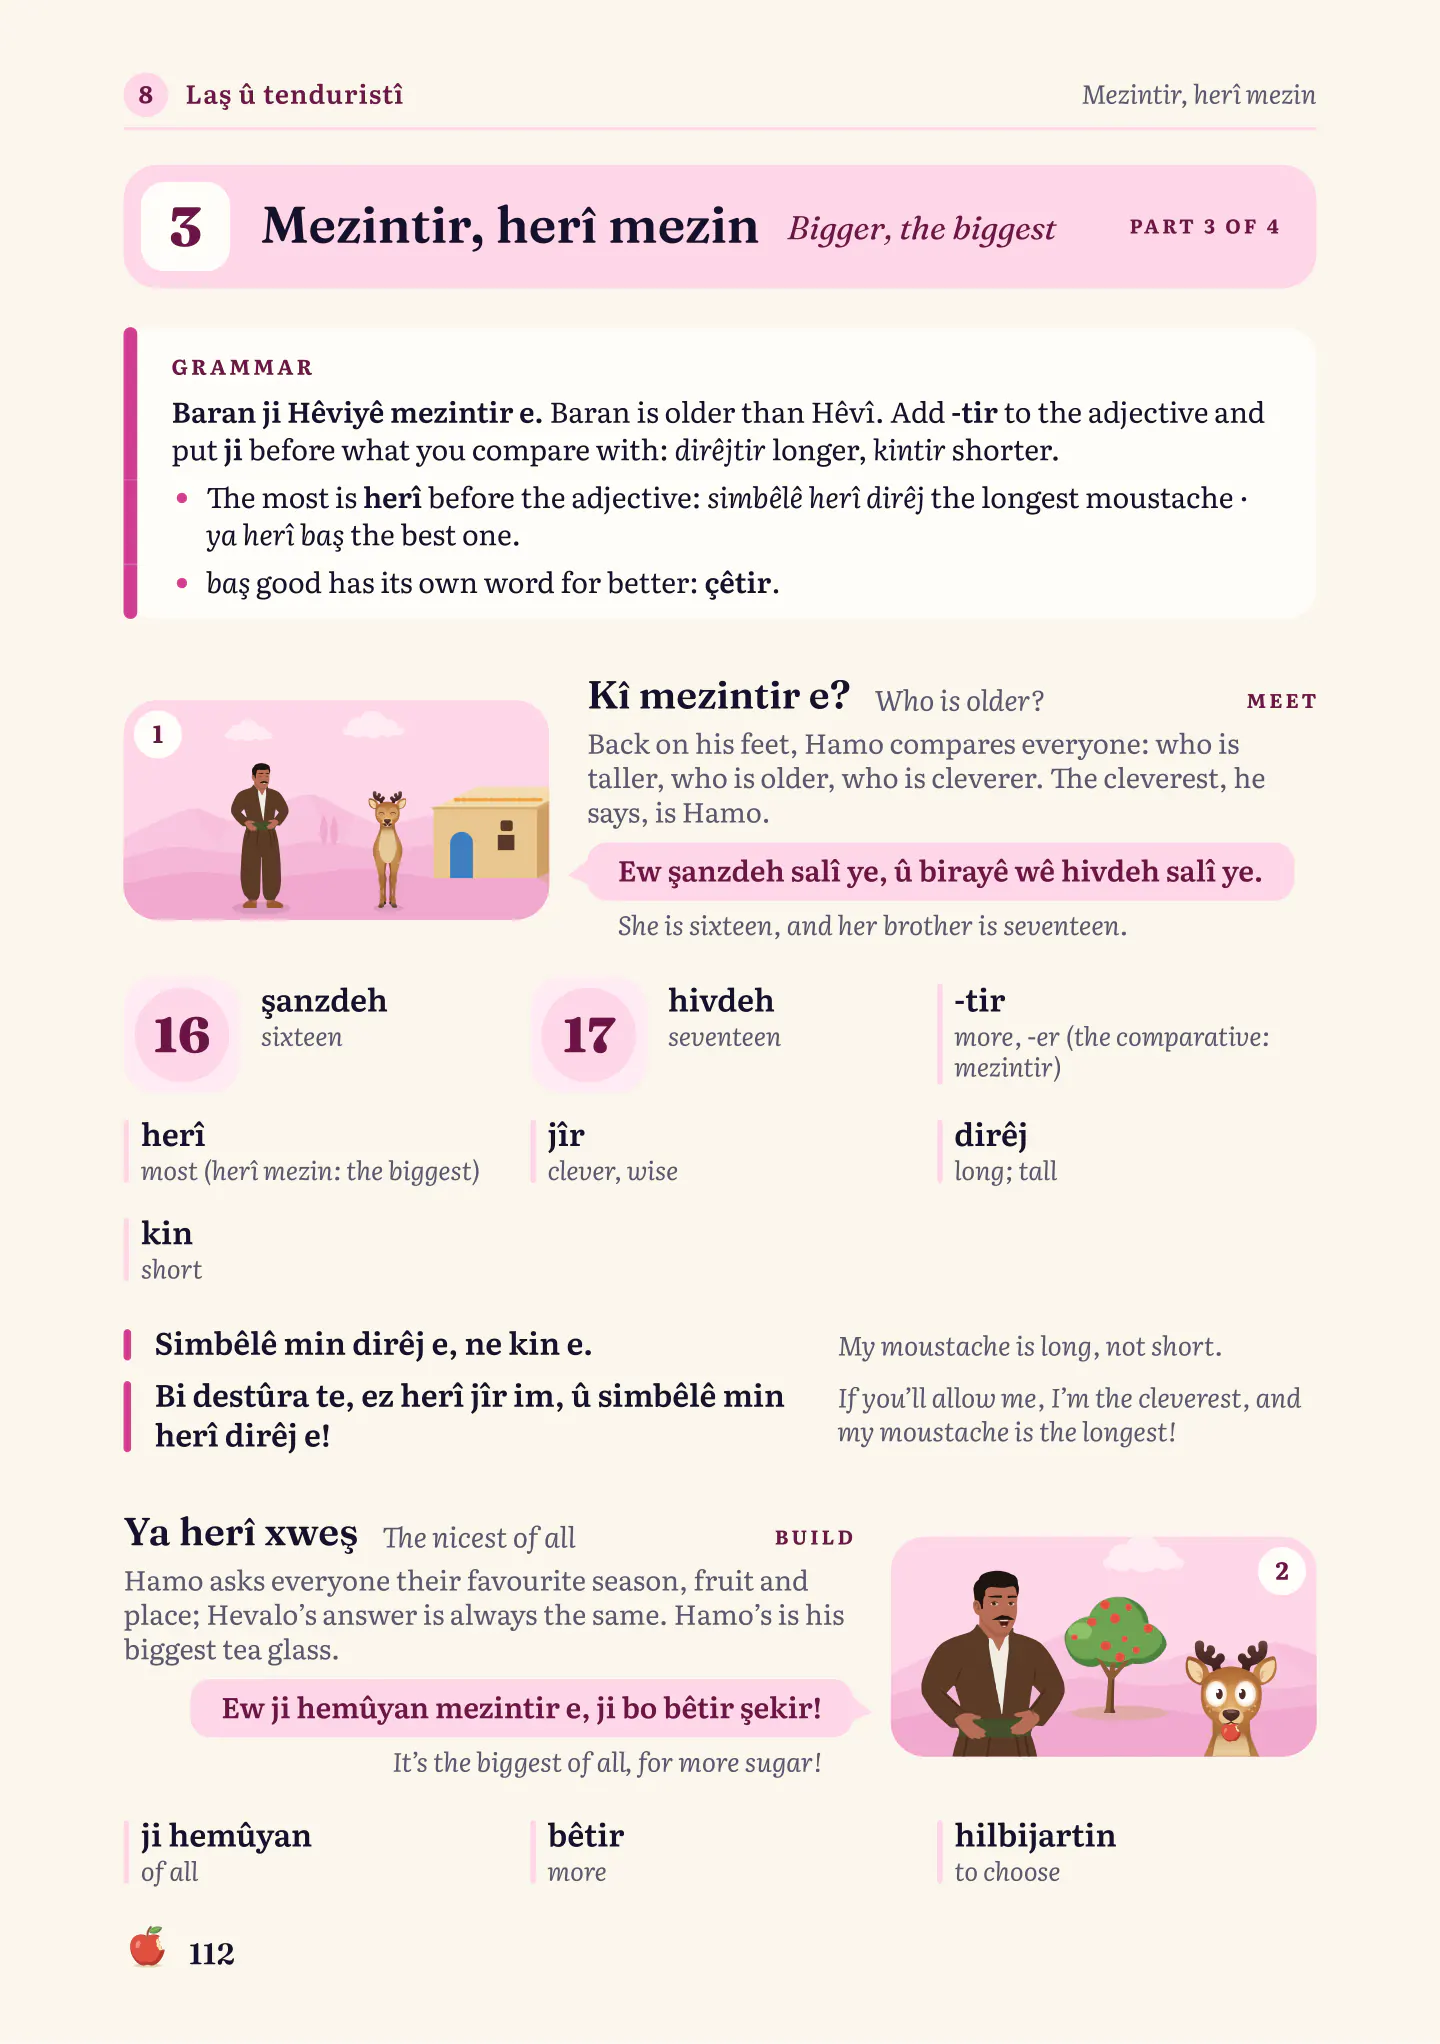 8 Laş û tenduristî
Mezintir, herî mezin
3 Mezintir, herî mezin Bigger, the biggest PART 3 OF 4
GRAMMAR
Baran ji Hêviyê mezintir e. Baran is older than Hêvî. Add -tir to the adjective and
put ji before what you compare with: dirêjtir longer, kintir shorter.
• The most is herî before the adjective: simbêlê herî dirêj the longest moustache ·
ya herî baş the best one.
• baş good has its own word for better: çêtir.
1
Kî mezintir e? Who is older? MEET
Back on his feet, Hamo compares everyone: who is
taller, who is older, who is cleverer. The cleverest, he
says, is Hamo.
Ew şanzdeh salî ye, û birayê wê hivdeh salî ye.
She is sixteen, and her brother is seventeen.
16 şanzdeh
sixteen
17 hivdeh
seventeen
-tir
more, -er (the comparative:
mezintir)
herî
most (herî mezin: the biggest)
jîr
clever, wise
dirêj
long; tall
kin
short
Simbêlê min dirêj e, ne kin e.
My moustache is long, not short.
Bi destûra te, ez herî jîr im, û simbêlê min
herî dirêj e!
If you’ll allow me, I’m the cleverest, and
my moustache is the longest!
Ya herî xweş The nicest of all BUILD
Hamo asks everyone their favourite season, fruit and
place; Hevalo’s answer is always the same. Hamo’s is his
biggest tea glass.
Ew ji hemûyan mezintir e, ji bo bêtir şekir!
It’s the biggest of all, for more sugar!
2
ji hemûyan
of all
bêtir
more
hilbijartin
to choose
112